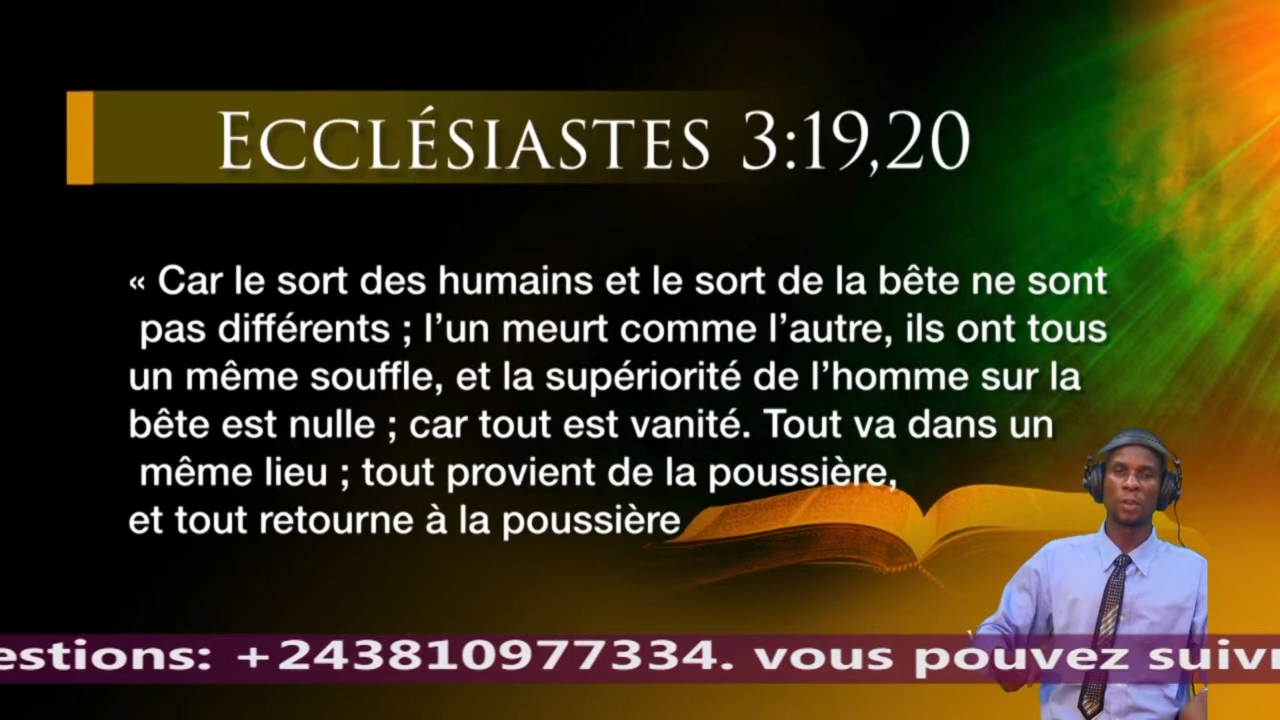 ECCLÉSIASTES 3:19,20
« Car le sort des humains et le sort de la bête ne sont
pas différents ; l’un meurt comme l’autre, ils ont tous
un même souffle, et la supériorité de l’homme sur la
bête est nulle ; car tout est vanité. Tout va dans un
même lieu ; tout provient de la poussière,
et tout retourne à la poussière
estions: +243810977334. vous pouvez suiv